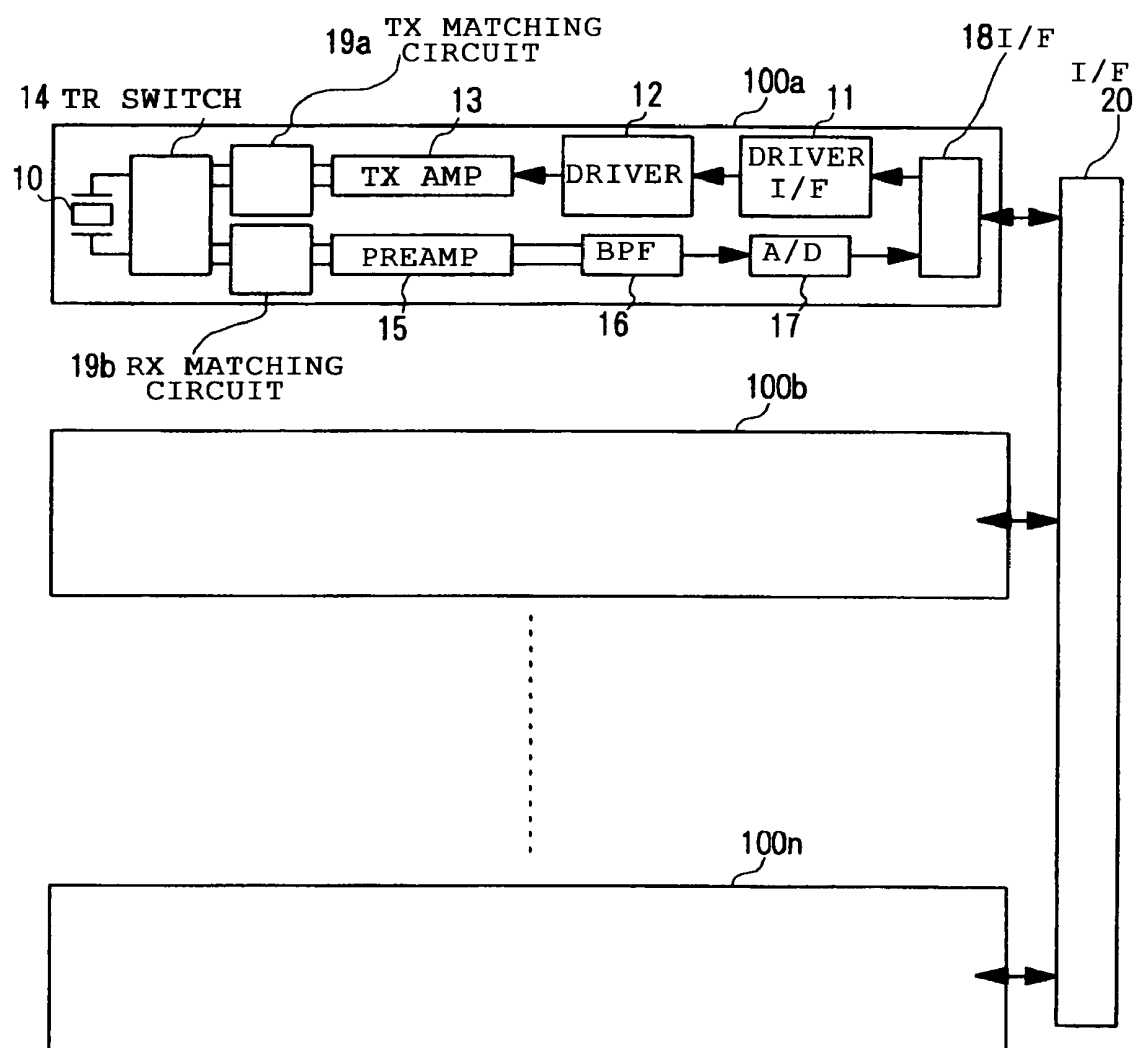 19a TX MATCHING
CIRCUIT
18 I/F
I/F
20
14 TR SWITCH
13
12
100a
11
10
TX AMP
DRIVER
DRIVER
I/F
PREAMP
BPF
A/D
15
16
17
19b RX MATCHING
CIRCUIT
100b
100n